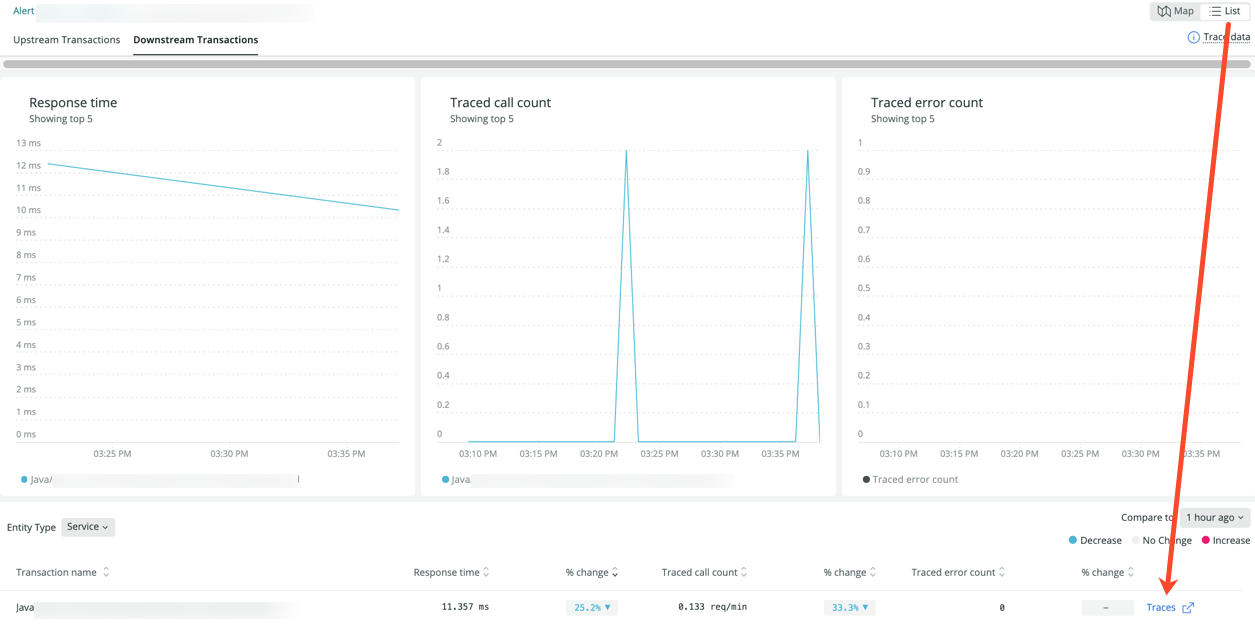 Alert
Map List
Upstream Transactions Downstream Transactions
Trace data
Response time
Showing top 5
13 ms
12 ms
11 ms
10 ms
9 ms
8 ms
7 ms
6 ms
5 ms
4 ms
3 ms
2 ms
1 ms
0 ms
03:25 PM 03:30 PM 03:35 PM
Java/
Traced call count
Showing top 5
2
1.8
1.6
1.4
1.2
1
0.8
0.6
0.4
0.2
0
03:10 PM 03:15 PM 03:20 PM 03:25 PM 03:30 PM 03:35 PM
Java
Traced error count
Showing top 5
1
0.9
0.8
0.7
0.6
0.5
0.4
0.3
0.2
0.1
0
03:10 PM 03:15 PM 03:20 PM 03:25 PM 03:30 PM 03:35 PM
Traced error count
Entity Type Service
Compare to 1 hour ago
Decrease No Change Increase
Transaction name Response time % change Traced call count % change Traced error count % change
Java 11.357 ms 25.2% ▼ 0.133 req/min 33.3% ▼ 0 – Traces